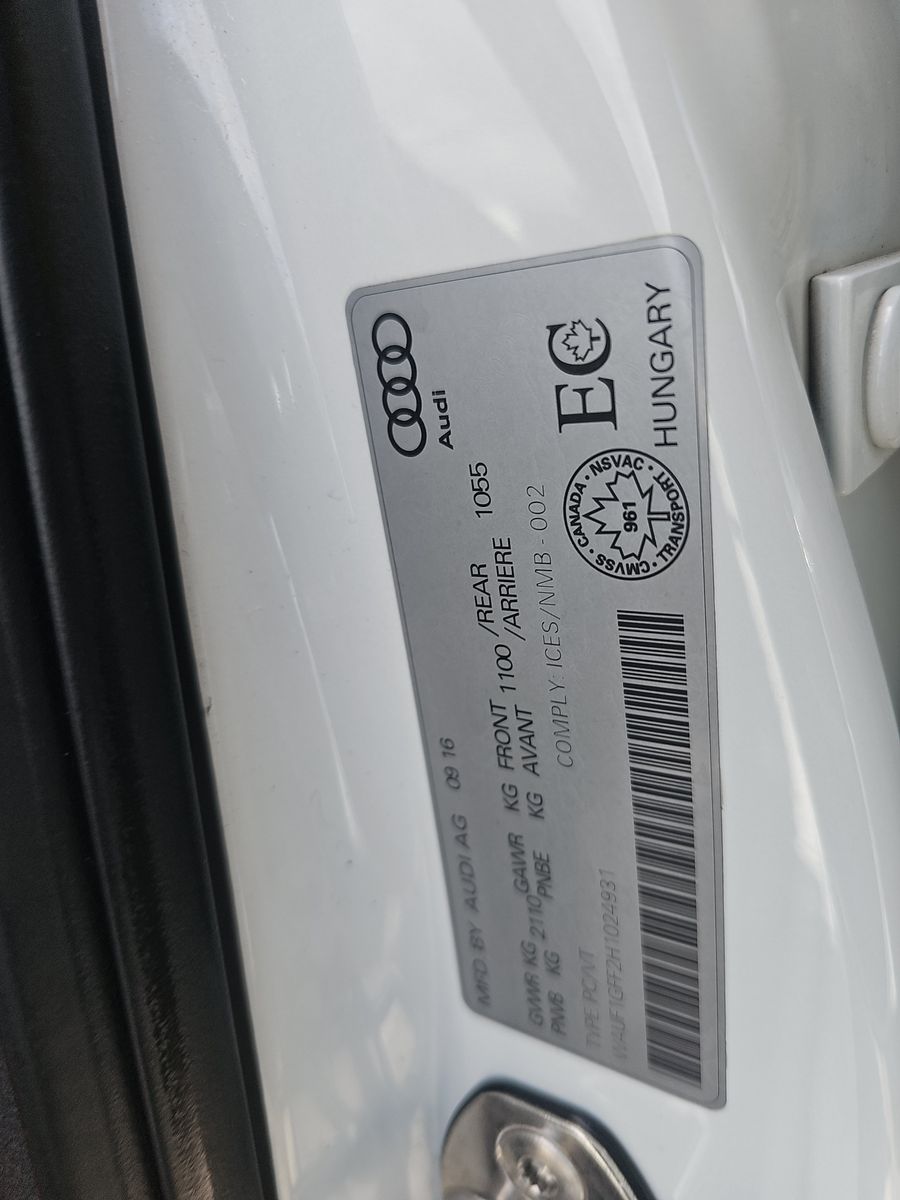 Audi
MFD .BY AUDI AG 09 16
GVWR KG 2110 GAWR KG FRONT 1100 /REAR 1055
PNVB KG PNBE KG AVANT /ARRIERE
COMPLY: ICES/NMB - 002
TYPE PC/VT
WAUF1GFF2H1024931
CMVSS · CANADA · NSVAC · TRANSPORT
961
EC
HUNGARY